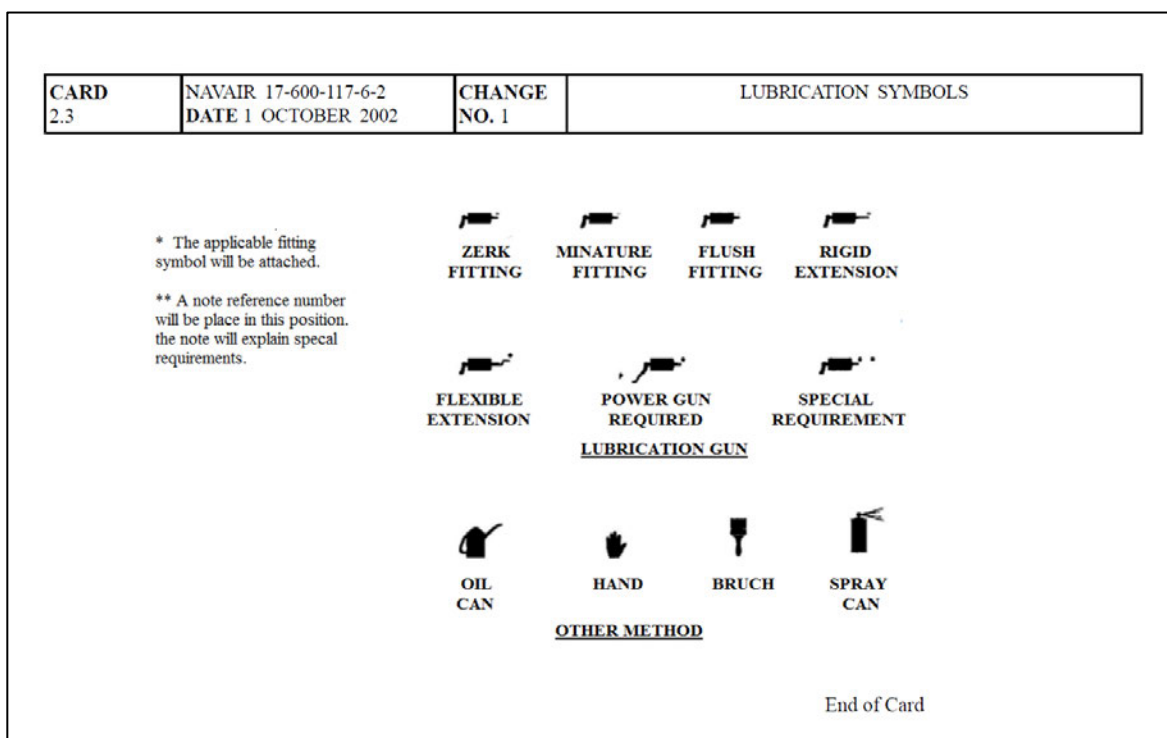 CARD NAVAIR 17-600-117-6-2 CHANGE LUBRICATION SYMBOLS
2.3 DATE 1 OCTOBER 2002 NO. 1
* The applicable fitting
symbol will be attached.
** A note reference number
will be place in this position.
the note will explain specal
requirements.
ZERK MINATURE FLUSH RIGID
FITTING FITTING FITTING EXTENSION
FLEXIBLE POWER GUN SPECIAL
EXTENSION REQUIRED REQUIREMENT
LUBRICATION GUN
OIL HAND BRUCH SPRAY
CAN CAN
OTHER METHOD
End of Card